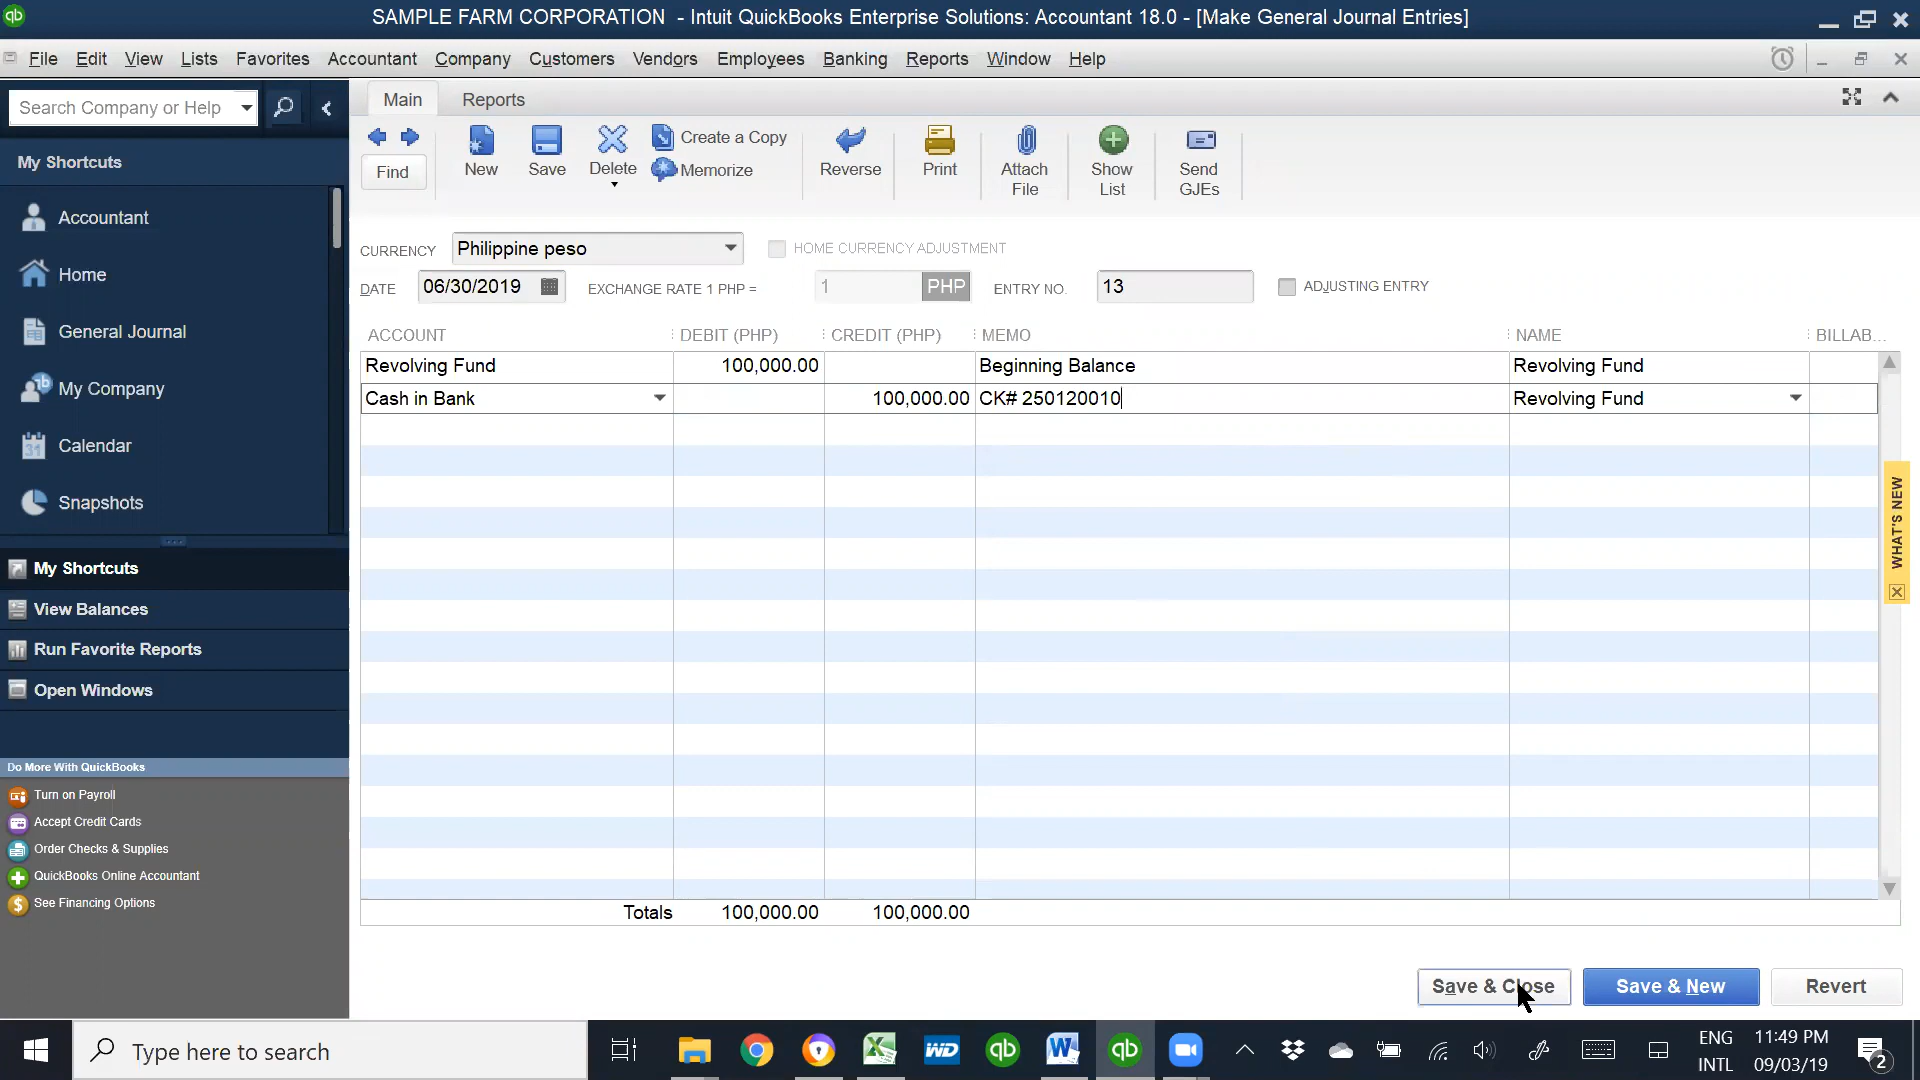 qb SAMPLE FARM CORPORATION - Intuit QuickBooks Enterprise Solutions: Accountant 18.0 - [Make General Journal Entries]
File Edit View Lists Favorites Accountant Company Customers Vendors Employees Banking Reports Window Help
Search Company or Help
Main Reports
My Shortcuts
Accountant
Home
General Journal
My Company
Calendar
Snapshots
My Shortcuts
View Balances
Run Favorite Reports
Open Windows
Do More With QuickBooks
Turn on Payroll
Accept Credit Cards
Order Checks & Supplies
QuickBooks Online Accountant
See Financing Options
Find
New
Save
Delete
Create a Copy
Memorize
Reverse
Print
Attach
File
Show
List
Send
GJEs
CURRENCY Philippine peso HOME CURRENCY ADJUSTMENT
DATE 06/30/2019 EXCHANGE RATE 1 PHP = 1 PHP ENTRY NO. 13 ADJUSTING ENTRY
ACCOUNT DEBIT (PHP) CREDIT (PHP) MEMO NAME BILLAB...
Revolving Fund 100,000.00 Beginning Balance Revolving Fund
Cash in Bank 100,000.00 CK# 250120010 Revolving Fund
WHAT'S NEW
Totals 100,000.00 100,000.00
Save & Close Save & New Revert
Type here to search
WD qb W qb
ENG
INTL
11:49 PM
09/03/19
2